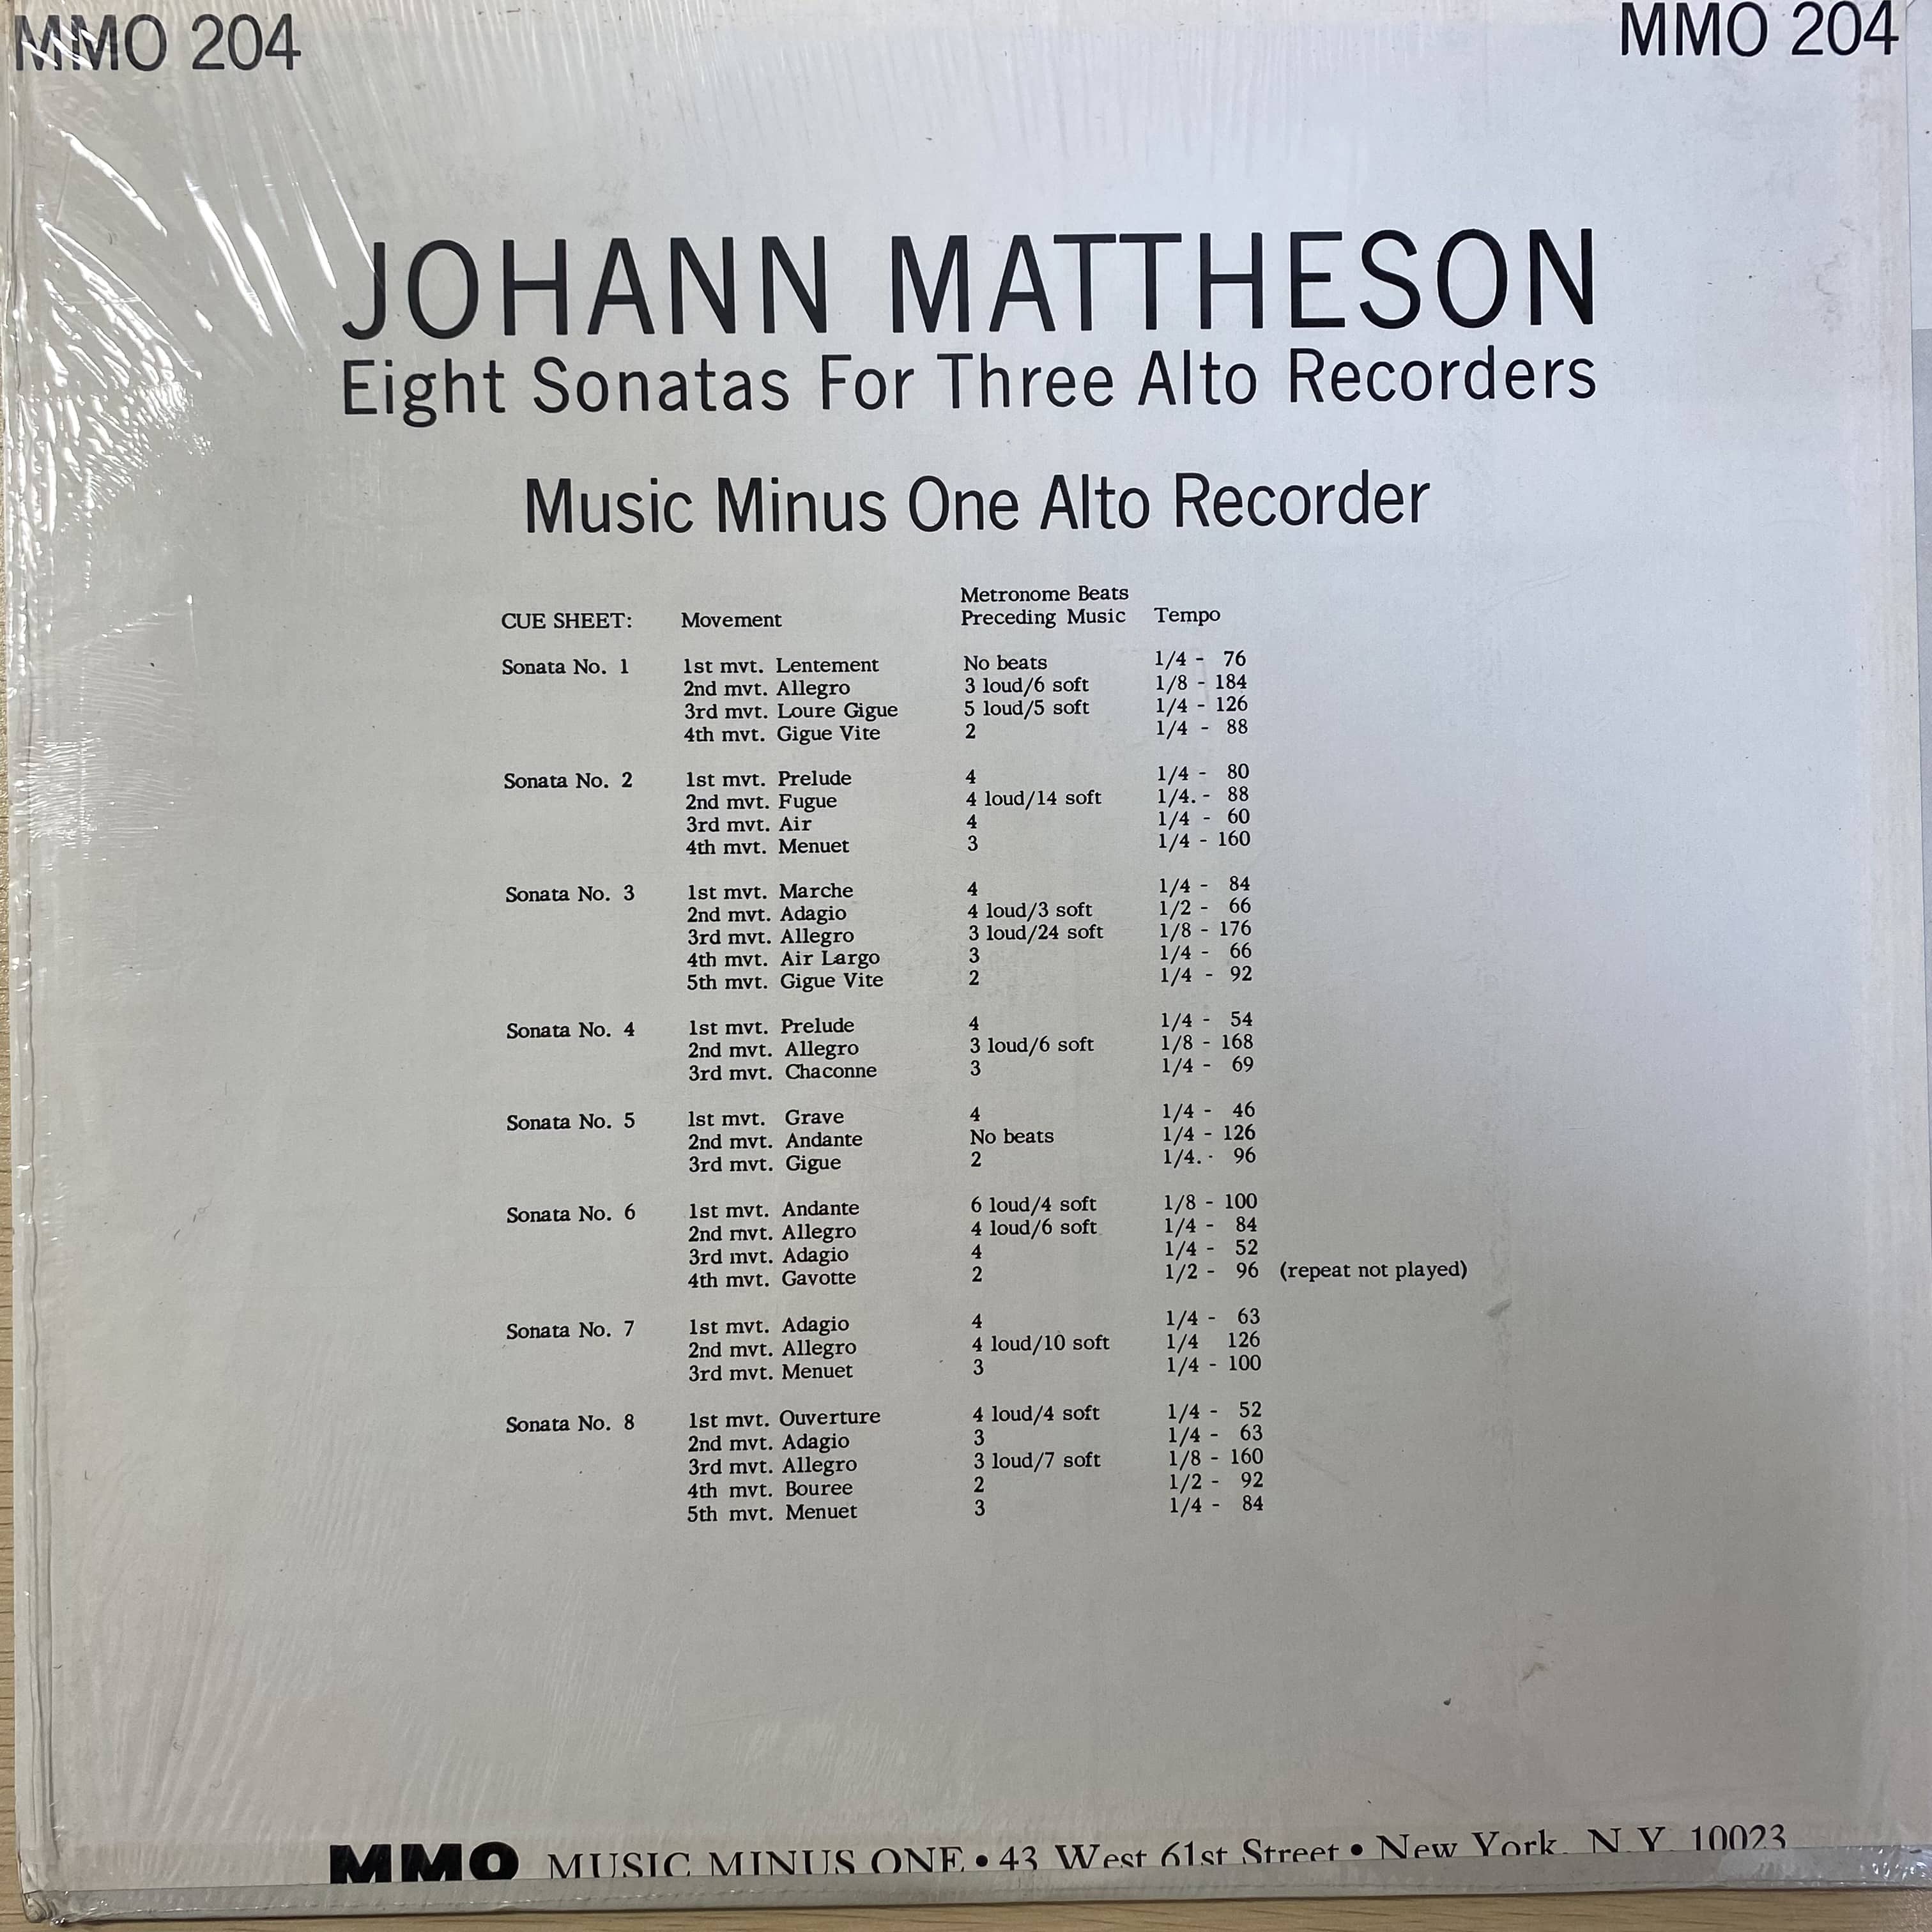 MMO 204 MMO 204
JOHANN MATTHESON
Eight Sonatas For Three Alto Recorders
Music Minus One Alto Recorder
Metronome Beats
CUE SHEET: Movement Preceding Music Tempo
Sonata No. 1 1st mvt. Lentement No beats 1/4 - 76
2nd mvt. Allegro 3 loud/6 soft 1/8 - 184
3rd mvt. Loure Gigue 5 loud/5 soft 1/4 - 126
4th mvt. Gigue Vite 2 1/4 - 88
Sonata No. 2 1st mvt. Prelude 4 1/4 - 80
2nd mvt. Fugue 4 loud/14 soft 1/4. - 88
3rd mvt. Air 4 1/4 - 60
4th mvt. Menuet 3 1/4 - 160
Sonata No. 3 1st mvt. Marche 4 1/4 - 84
2nd mvt. Adagio 4 loud/3 soft 1/2 - 66
3rd mvt. Allegro 3 loud/24 soft 1/8 - 176
4th mvt. Air Largo 3 1/4 - 66
5th mvt. Gigue Vite 2 1/4 - 92
Sonata No. 4 1st mvt. Prelude 4 1/4 - 54
2nd mvt. Allegro 3 loud/6 soft 1/8 - 168
3rd mvt. Chaconne 3 1/4 - 69
Sonata No. 5 1st mvt. Grave 4 1/4 - 46
2nd mvt. Andante No beats 1/4 - 126
3rd mvt. Gigue 2 1/4. - 96
Sonata No. 6 1st mvt. Andante 6 loud/4 soft 1/8 - 100
2nd mvt. Allegro 4 loud/6 soft 1/4 - 84
3rd mvt. Adagio 4 1/4 - 52
4th mvt. Gavotte 2 1/2 - 96 (repeat not played)
Sonata No. 7 1st mvt. Adagio 4 1/4 - 63
2nd mvt. Allegro 4 loud/10 soft 1/4 126
3rd mvt. Menuet 3 1/4 - 100
Sonata No. 8 1st mvt. Ouverture 4 loud/4 soft 1/4 - 52
2nd mvt. Adagio 3 1/4 - 63
3rd mvt. Allegro 3 loud/7 soft 1/8 - 160
4th mvt. Bouree 2 1/2 - 92
5th mvt. Menuet 3 1/4 - 84
MMO MUSIC MINUS ONE • 43 West 61st Street • New York, N.Y. 10023